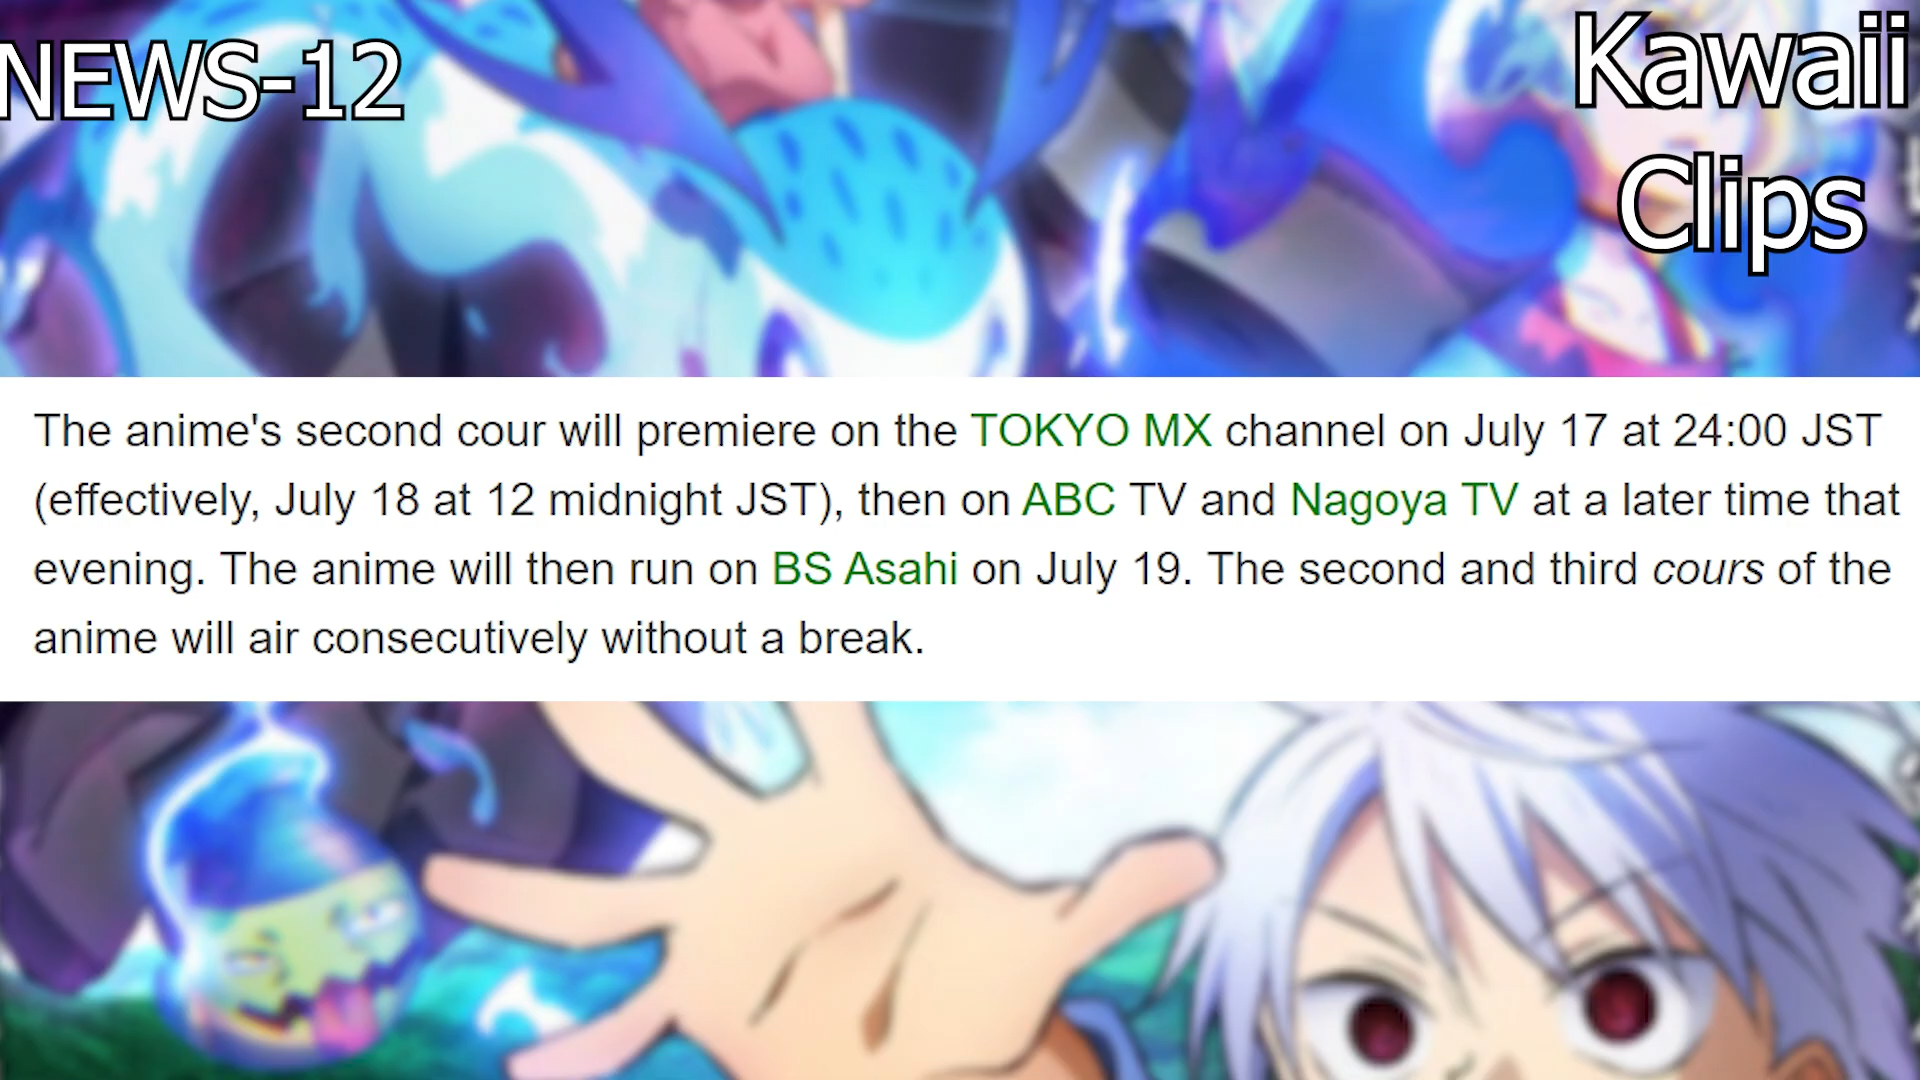 NEWS-12
Kawaii
Clips
The anime's second cour will premiere on the TOKYO MX channel on July 17 at 24:00 JST
(effectively, July 18 at 12 midnight JST), then on ABC TV and Nagoya TV at a later time that
evening. The anime will then run on BS Asahi on July 19. The second and third cours of the
anime will air consecutively without a break.